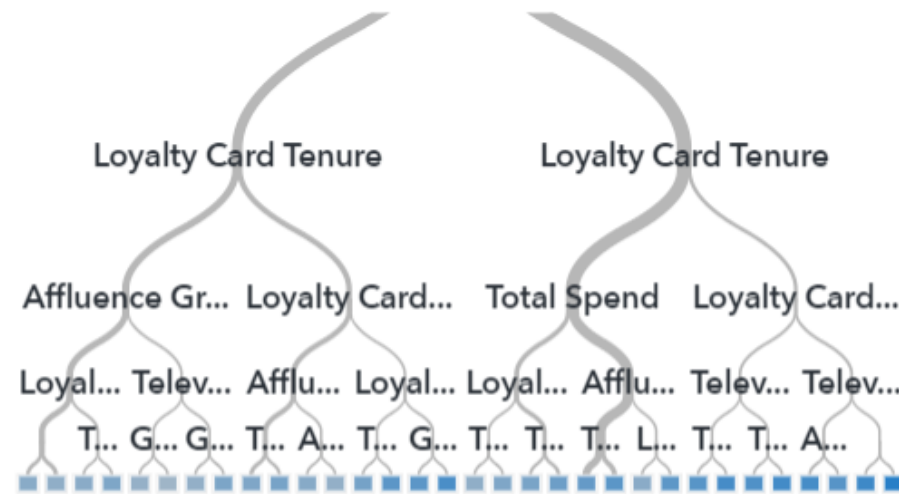 Loyalty Card Tenure Loyalty Card Tenure
Affluence Gr... Loyalty Card... Total Spend Loyalty Card...
Loyal... Telev... Afflu... Loyal... Loyal... Afflu... Telev... Telev...
T... G... G... T... A... T... G... T... T... T... L... T... T... A...